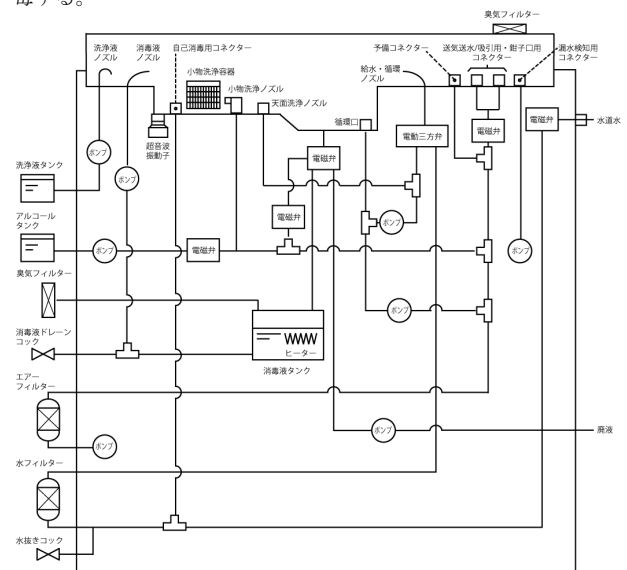 臭気フィルター
洗浄液
ノズル
消毒液
ノズル
自己消毒用コネクター
予備コネクター
送気送水/吸引用・鉗子口用
コネクター
漏水検知用
コネクター
小物洗浄容器
小物洗浄ノズル
天面洗浄ノズル
給水・循環
ノズル
循環口
超音波
振動子
電磁弁
電動三方弁
電磁弁
電磁弁
水道水
ポンプ
ポンプ
洗浄液タンク
アルコール
タンク
電磁弁
ポンプ
ポンプ
電磁弁
ポンプ
臭気フィルター
ポンプ
消毒液ドレーン
コック
ヒーター
消毒液タンク
エアー
フィルター
ポンプ
廃液
ポンプ
水フィルター
水抜きコック